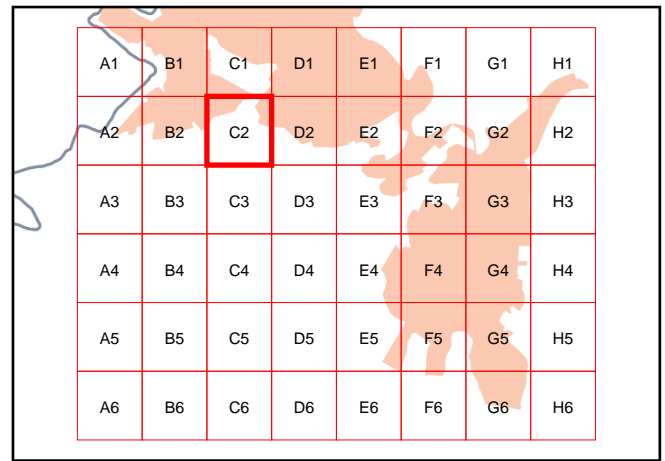 A1 B1 C1 D1 E1 F1 G1 H1
A2 B2 C2 D2 E2 F2 G2 H2
A3 B3 C3 D3 E3 F3 G3 H3
A4 B4 C4 D4 E4 F4 G4 H4
A5 B5 C5 D5 E5 F5 G5 H5
A6 B6 C6 D6 E6 F6 G6 H6